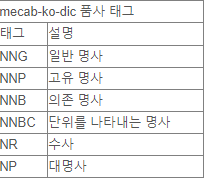 mecab-ko-dic 품사 태그
태그 설명
NNG 일반 명사
NNP 고유 명사
NNB 의존 명사
NNBC 단위를 나타내는 명사
NR 수사
NP 대명사